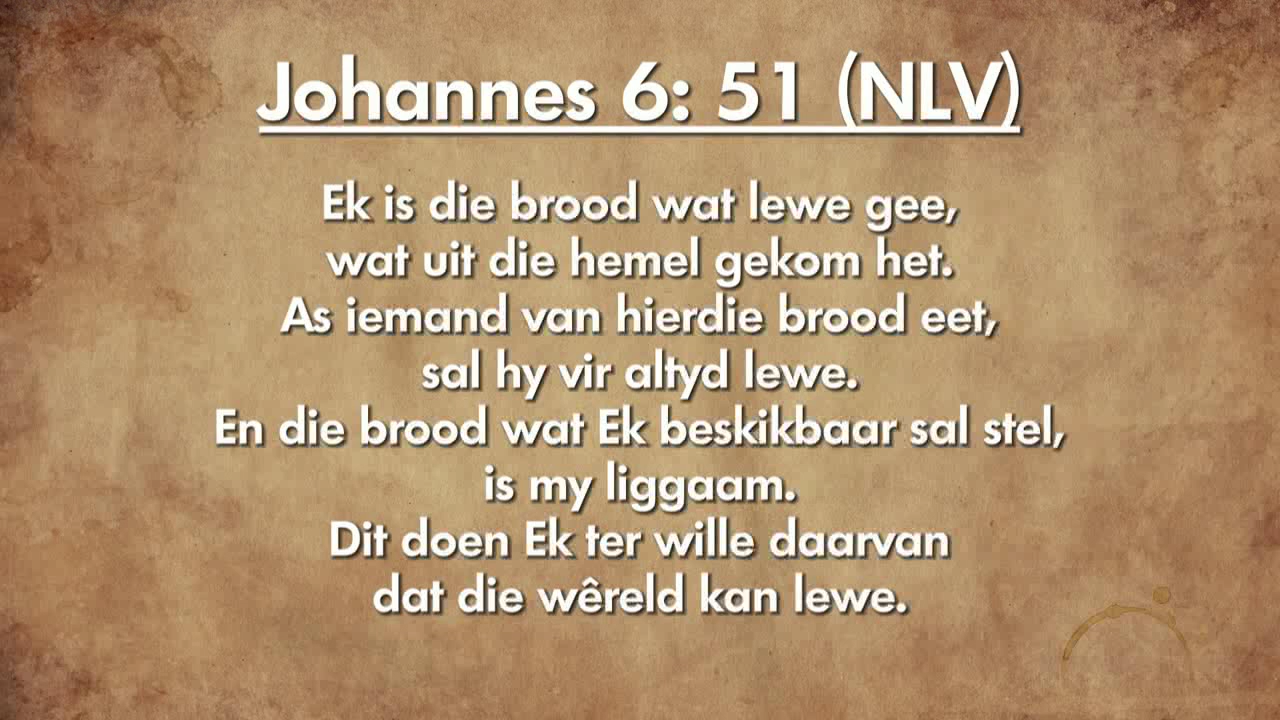 Johannes 6: 51 (NLV)
Ek is die brood wat lewe gee,
wat uit die hemel gekom het.
As iemand van hierdie brood eet,
sal hy vir altyd lewe.
En die brood wat Ek beskikbaar sal stel,
is my liggaam.
Dit doen Ek ter wille daarvan
dat die wêreld kan lewe.